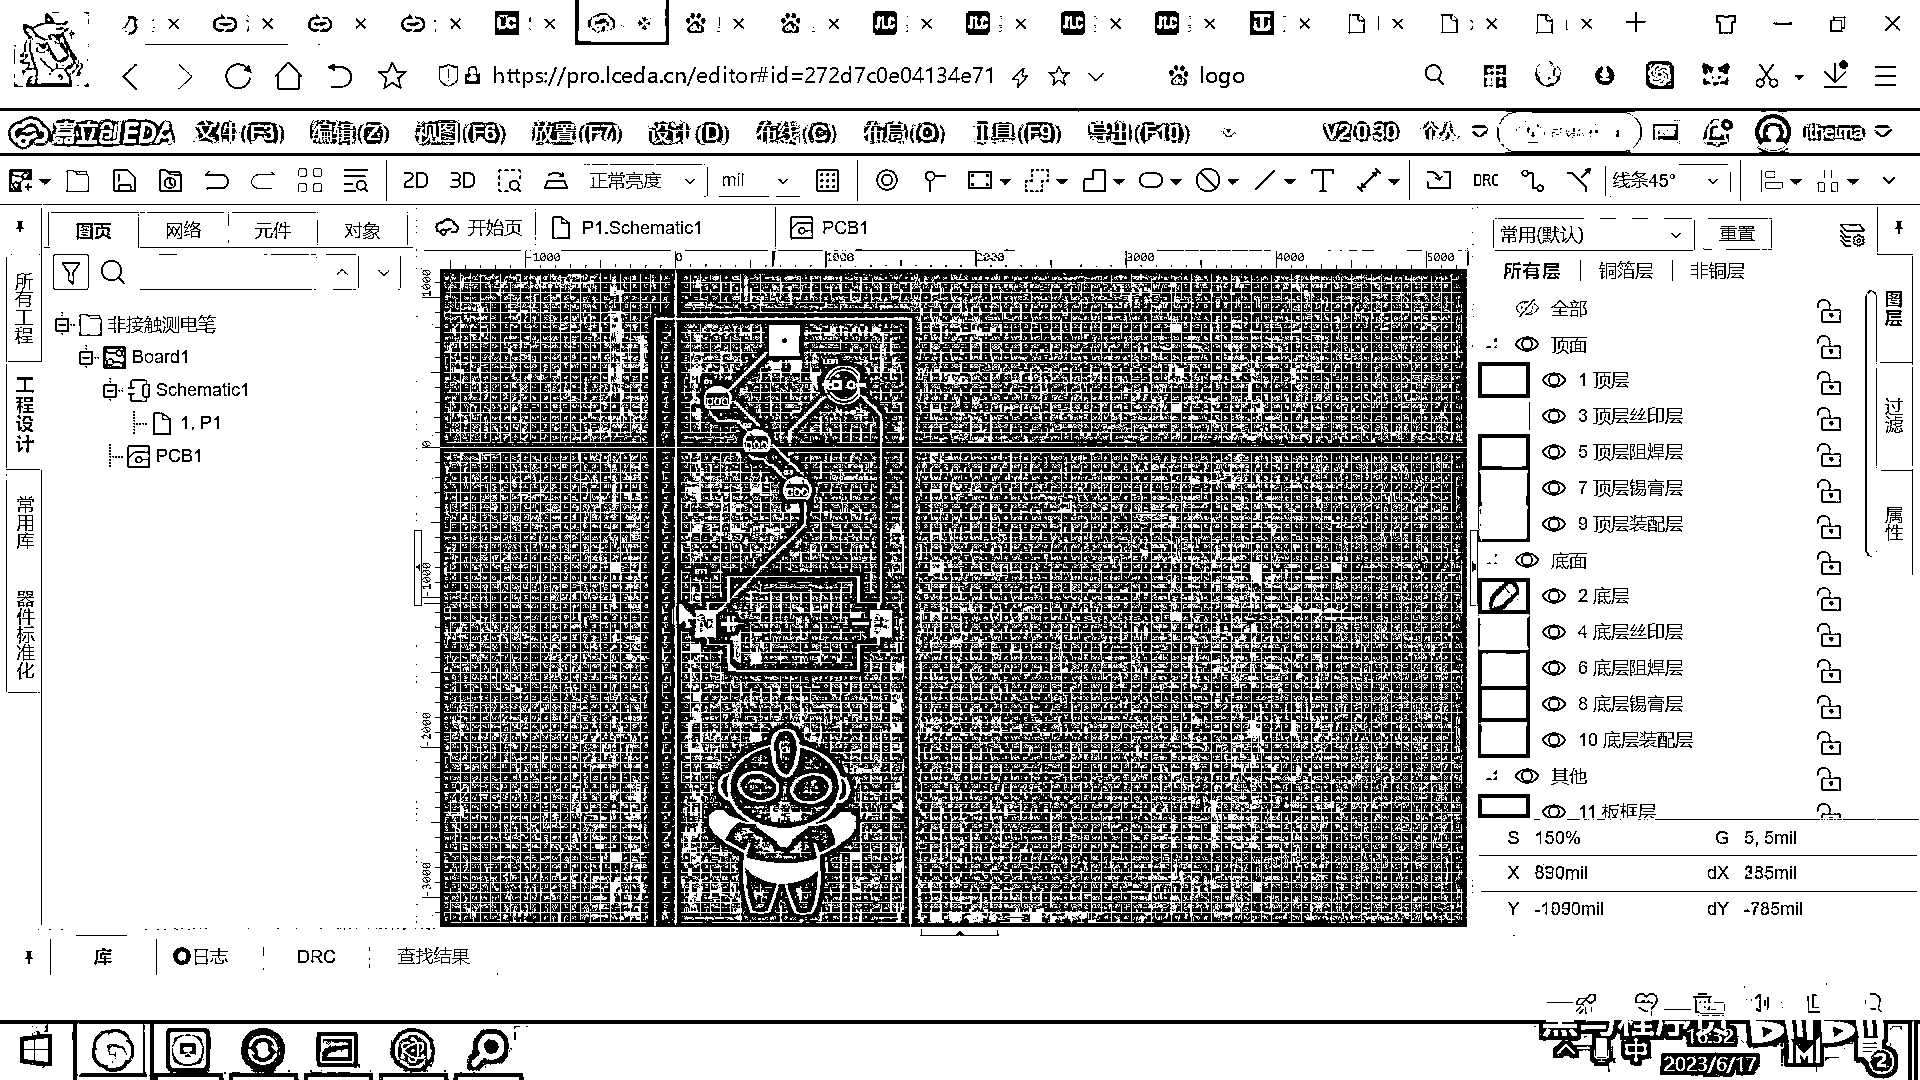 https://pro.lceda.cn/editor#id=272d7c0e04134e71
logo
嘉立创EDA 文件(F3) 编辑(Z) 视图(F6) 放置(F7) 设计(D) 布线(C) 布局(O) 工具(F9) 导出(F10) V2.0.30 个人 itheima
2D 3D 正常亮度 mil DRC 线条45°
图页 网络 元件 对象
开始页 P1.Schematic1 PCB1
常用(默认) 重置
所有层 铜箔层 非铜层
所有工程
工程设计
常用库
器件标准化
非接触测电笔
Board1
Schematic1
1. P1
PCB1
-1000 0 1000 2000 3000 4000 5000
1000
0
-1000
-2000
-3000
全部
顶面
1 顶层
3 顶层丝印层
5 顶层阻焊层
7 顶层锡膏层
9 顶层装配层
底面
2 底层
4 底层丝印层
6 底层阻焊层
8 底层锡膏层
10 底层装配层
其他
11 板框层
图层
过滤
属性
S 150% G 5, 5mil
X 890mil dX 285mil
Y -1090mil dY -785mil
库 日志 DRC 查找结果
中 16:52
2023/6/17
2